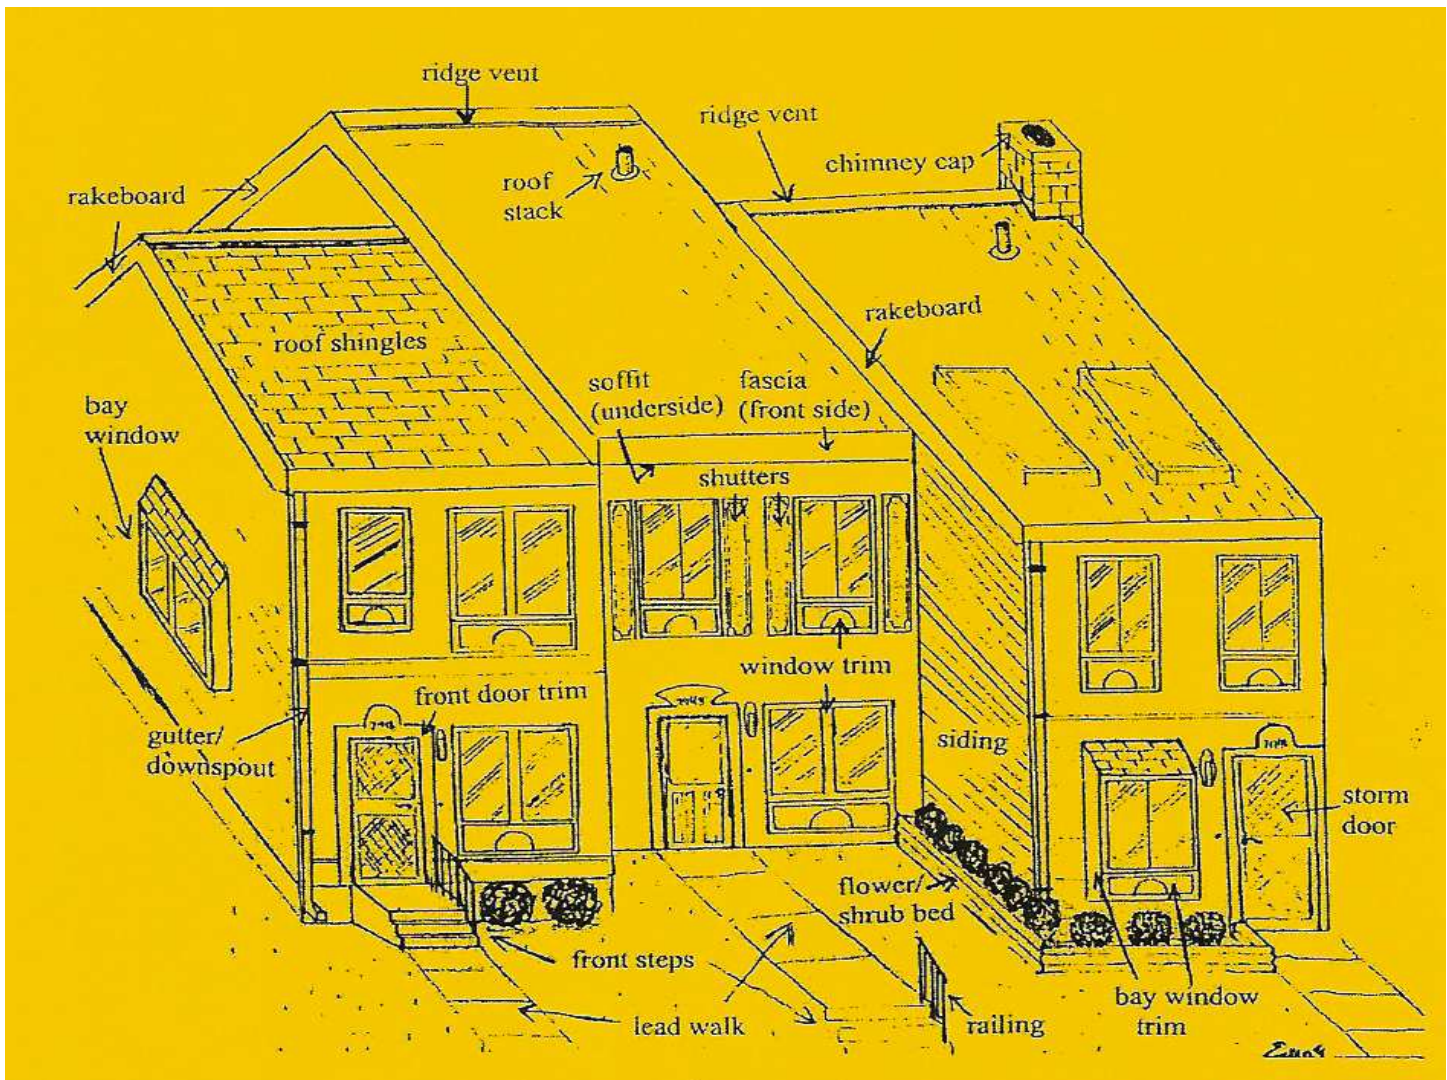 ridge vent
ridge vent
chimney cap
rakeboard
roof
stack
rakeboard
roof shingles
soffit
(underside)
fascia
(front side)
bay
window
shutters
window trim
front door trim
gutter/
downspout
siding
storm
door
flower/
shrub bed
front steps
bay window
trim
lead walk
railing